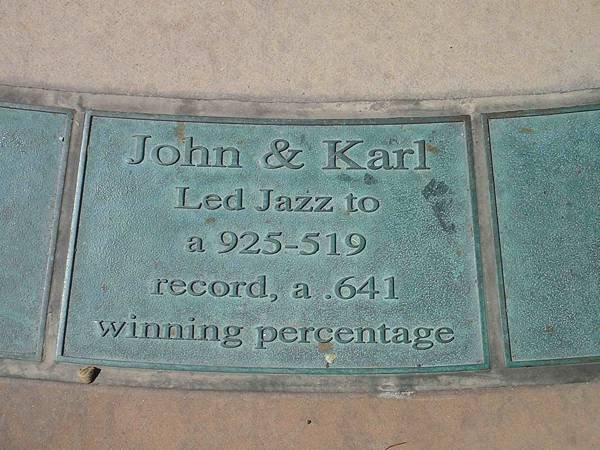 John & Karl
Led Jazz to
a 925-519
record, a .641
winning percentage